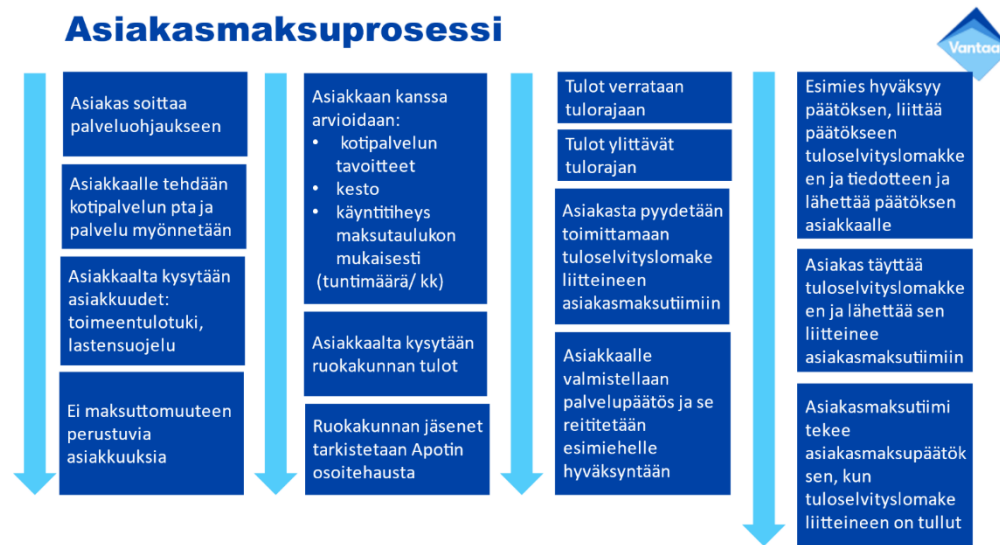 Asiakasmaksuprosessi
Vantaa
Asiakas soittaa
palveluohjaukseen
Asiakkaalle tehdään
kotipalvelun pta ja
palvelu myönnetään
Asiakkaalta kysytään
asiakkuudet:
toimeentulotuki,
lastensuojelu
Ei maksuttomuuteen
perustuvia
asiakkuuksia
Asiakkaan kanssa
arvioidaan:
• kotipalvelun
tavoitteet
• kesto
• käyntitiheys
maksutaulukon
mukaisesti
(tuntimäärä/ kk)
Asiakkaalta kysytään
ruokakunnan tulot
Ruokakunnan jäsenet
tarkistetaan Apotin
osoitehausta
Tulot verrataan
tulorajaan
Tulot ylittävät
tulorajan
Asiakasta pyydetään
toimittamaan
tuloselvityslomake
liitteineen
asiakasmaksutiimiin
Asiakkaalle
valmistellaan
palvelupäätös ja se
reititetään
esimiehelle
hyväksyntään
Esimies hyväksyy
päätöksen, liittää
päätökseen
tuloselvityslomakke
en ja tiedotteen ja
lähettää päätöksen
asiakkaalle
Asiakas täyttää
tuloselvityslomakke
en ja lähettää sen
liitteinee
asiakasmaksutiimiin
Asiakasmaksutiimi
tekee
asiakasmaksupäätök
sen, kun
tuloselvityslomake
liitteineen on tullut